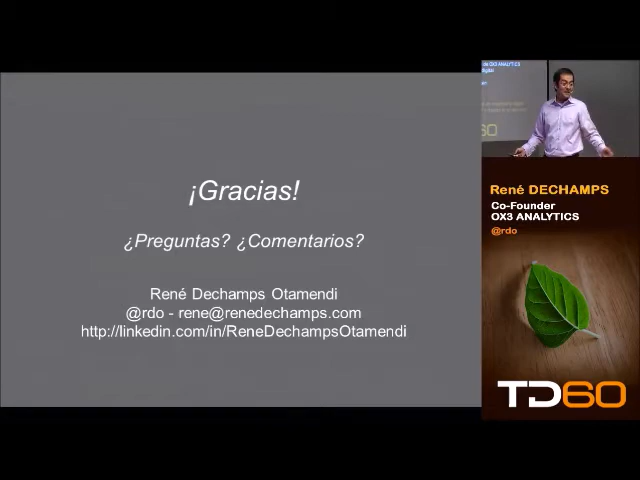 ¡Gracias!
¿Preguntas? ¿Comentarios?
René Dechamps Otamendi
@rdo - rene@renedechamps.com
http://linkedin.com/in/ReneDechampsOtamendi
René DECHAMPS
Co-Founder
OX3 ANALYTICS
@rdo
TD60